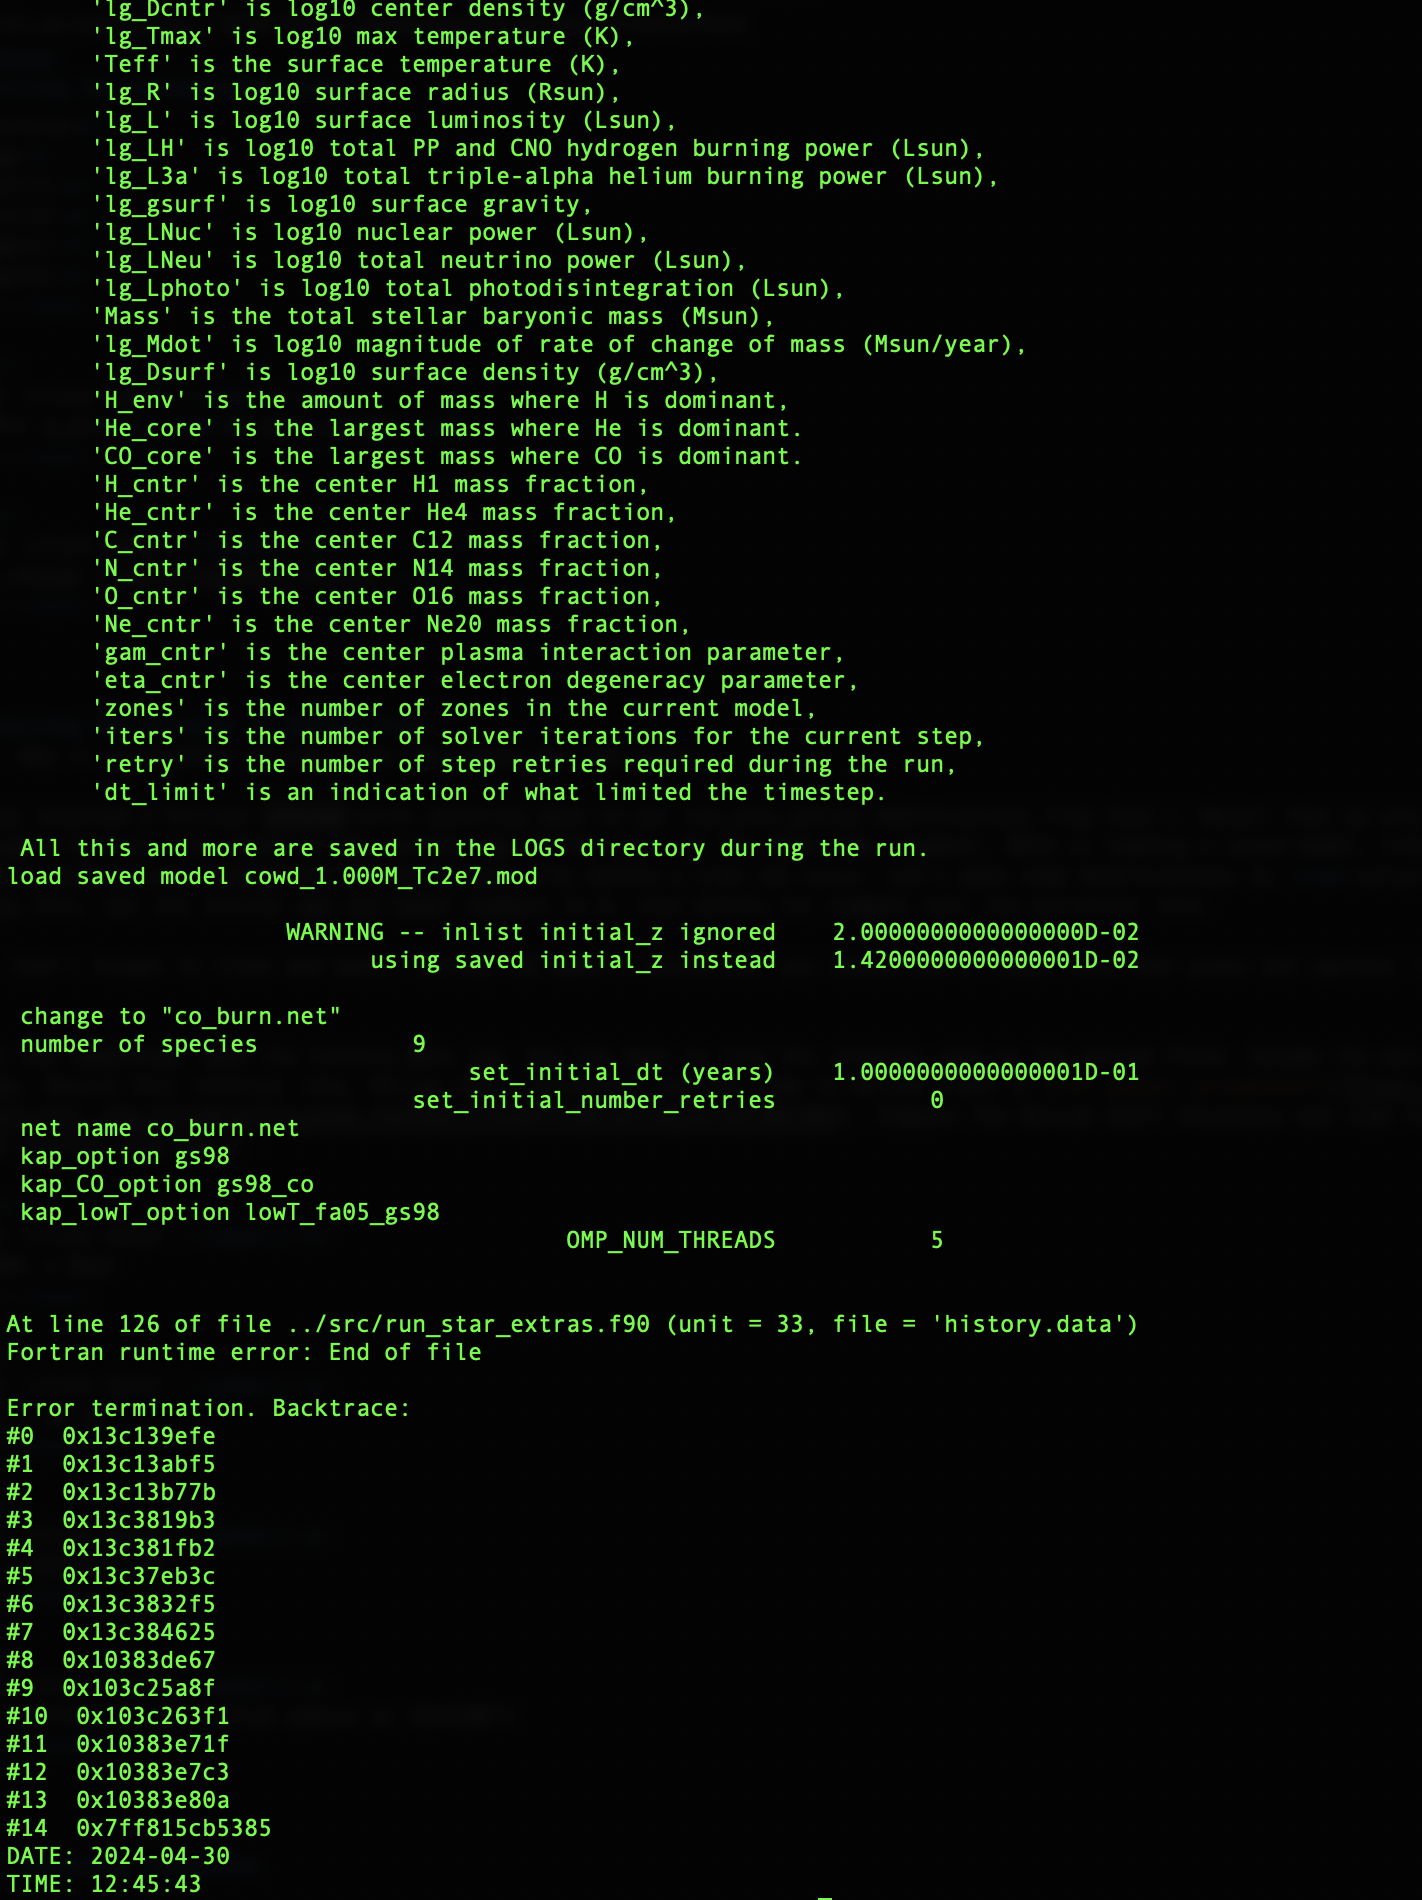 'lg_Dcntr' is log10 center density (g/cm^3),
'lg_Tmax' is log10 max temperature (K),
'Teff' is the surface temperature (K),
'lg_R' is log10 surface radius (Rsun),
'lg_L' is log10 surface luminosity (Lsun),
'lg_LH' is log10 total PP and CNO hydrogen burning power (Lsun),
'lg_L3a' is log10 total triple-alpha helium burning power (Lsun),
'lg_gsurf' is log10 surface gravity,
'lg_LNuc' is log10 nuclear power (Lsun),
'lg_LNeu' is log10 total neutrino power (Lsun),
'lg_Lphoto' is log10 total photodisintegration (Lsun),
'Mass' is the total stellar baryonic mass (Msun),
'lg_Mdot' is log10 magnitude of rate of change of mass (Msun/year),
'lg_Dsurf' is log10 surface density (g/cm^3),
'H_env' is the amount of mass where H is dominant,
'He_core' is the largest mass where He is dominant.
'CO_core' is the largest mass where CO is dominant.
'H_cntr' is the center H1 mass fraction,
'He_cntr' is the center He4 mass fraction,
'C_cntr' is the center C12 mass fraction,
'N_cntr' is the center N14 mass fraction,
'O_cntr' is the center O16 mass fraction,
'Ne_cntr' is the center Ne20 mass fraction,
'gam_cntr' is the center plasma interaction parameter,
'eta_cntr' is the center electron degeneracy parameter,
'zones' is the number of zones in the current model,
'iters' is the number of solver iterations for the current step,
'retry' is the number of step retries required during the run,
'dt_limit' is an indication of what limited the timestep.
All this and more are saved in the LOGS directory during the run.
load saved model cowd_1.000M_Tc2e7.mod
WARNING -- inlist initial_z ignored 2.0000000000000000D-02
using saved initial_z instead 1.4200000000000001D-02
change to "co_burn.net"
number of species 9
set_initial_dt (years) 1.0000000000000001D-01
set_initial_number_retries 0
net name co_burn.net
kap_option gs98
kap_CO_option gs98_co
kap_lowT_option lowT_fa05_gs98
OMP_NUM_THREADS 5
At line 126 of file ../src/run_star_extras.f90 (unit = 33, file = 'history.data')
Fortran runtime error: End of file
Error termination. Backtrace:
#0 0x13c139efe
#1 0x13c13abf5
#2 0x13c13b77b
#3 0x13c3819b3
#4 0x13c381fb2
#5 0x13c37eb3c
#6 0x13c3832f5
#7 0x13c384625
#8 0x10383de67
#9 0x103c25a8f
#10 0x103c263f1
#11 0x10383e71f
#12 0x10383e7c3
#13 0x10383e80a
#14 0x7ff815cb5385
DATE: 2024-04-30
TIME: 12:45:43